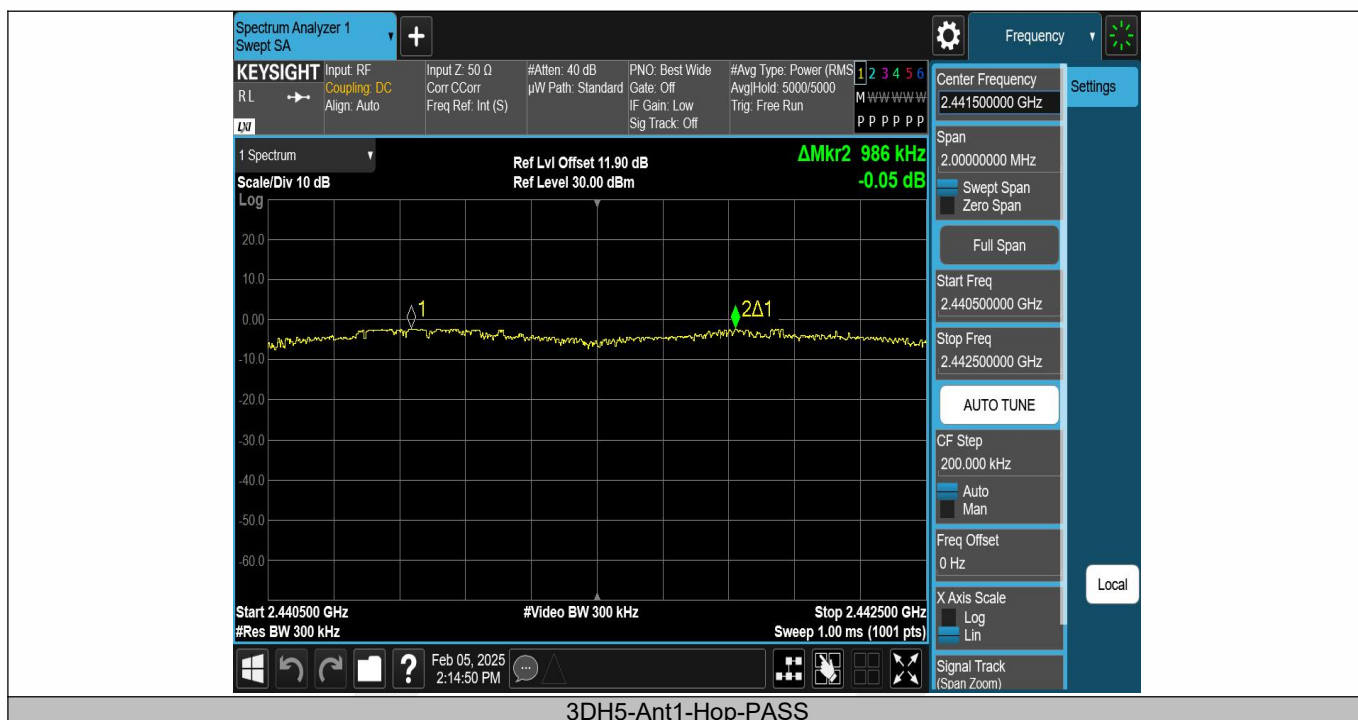 Spectrum Analyzer 1
Swept SA
+
Frequency
KEYSIGHT
RL
LXI
Input: RF
Coupling: DC
Align: Auto
Input Z: 50 Ω
Corr CCorr
Freq Ref: Int (S)
#Atten: 40 dB
µW Path: Standard
PNO: Best Wide
Gate: Off
IF Gain: Low
Sig Track: Off
#Avg Type: Power (RMS
Avg|Hold: 5000/5000
Trig: Free Run
1 2 3 4 5 6
M W W W W W
P P P P P P
1 Spectrum
Scale/Div 10 dB
Log
Ref Lvl Offset 11.90 dB
Ref Level 30.00 dBm
ΔMkr2 986 kHz
-0.05 dB
20.0
10.0
0.00
-10.0
-20.0
-30.0
-40.0
-50.0
-60.0
1
2Δ1
Start 2.440500 GHz
#Res BW 300 kHz
#Video BW 300 kHz
Stop 2.442500 GHz
Sweep 1.00 ms (1001 pts)
Center Frequency
2.441500000 GHz
Settings
Span
2.00000000 MHz
Swept Span
Zero Span
Full Span
Start Freq
2.440500000 GHz
Stop Freq
2.442500000 GHz
AUTO TUNE
CF Step
200.000 kHz
Auto
Man
Freq Offset
0 Hz
Local
X Axis Scale
Log
Lin
Signal Track
(Span Zoom)
?
Feb 05, 2025
2:14:50 PM
3DH5-Ant1-Hop-PASS